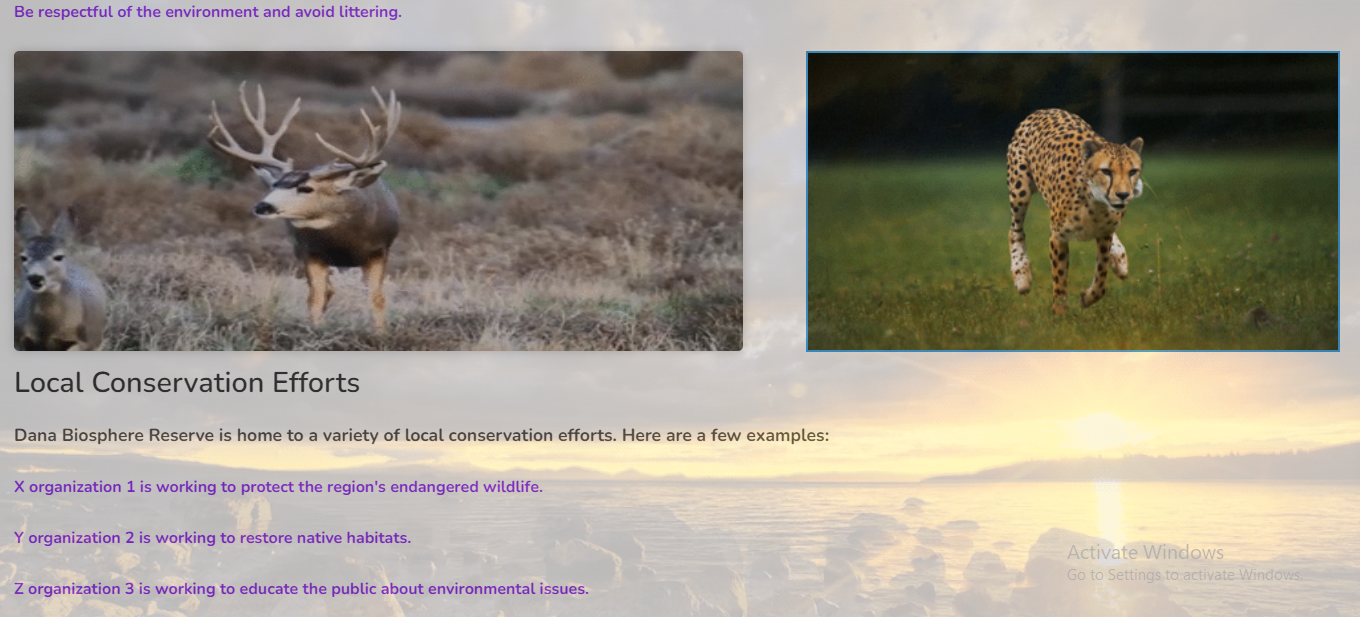 Be respectful of the environment and avoid littering.
Local Conservation Efforts
Dana Biosphere Reserve is home to a variety of local conservation efforts. Here are a few examples:
X organization 1 is working to protect the region's endangered wildlife.
Y organization 2 is working to restore native habitats.
Z organization 3 is working to educate the public about environmental issues.
Activate Windows
Go to Settings to activate Windows.